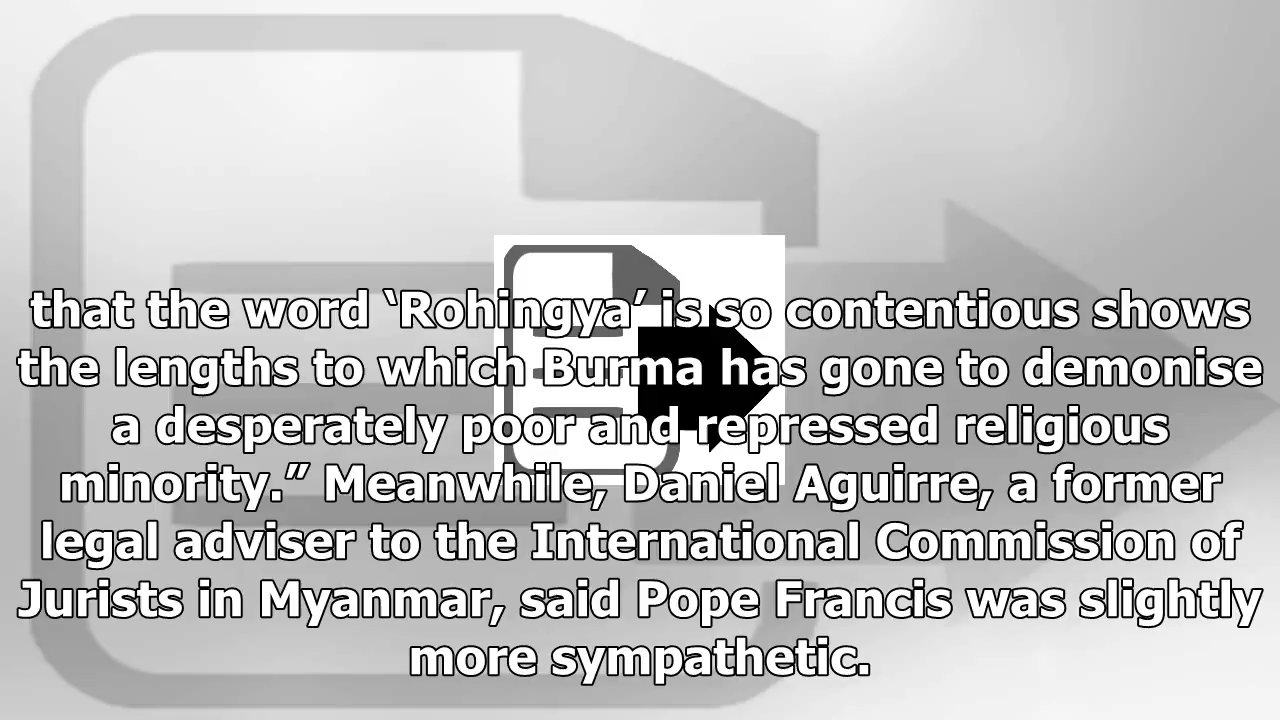 that the word ‘Rohingya’ is so contentious shows
the lengths to which Burma has gone to demonise
a desperately poor and repressed religious
minority.” Meanwhile, Daniel Aguirre, a former
legal adviser to the International Commission of
Jurists in Myanmar, said Pope Francis was slightly
more sympathetic.